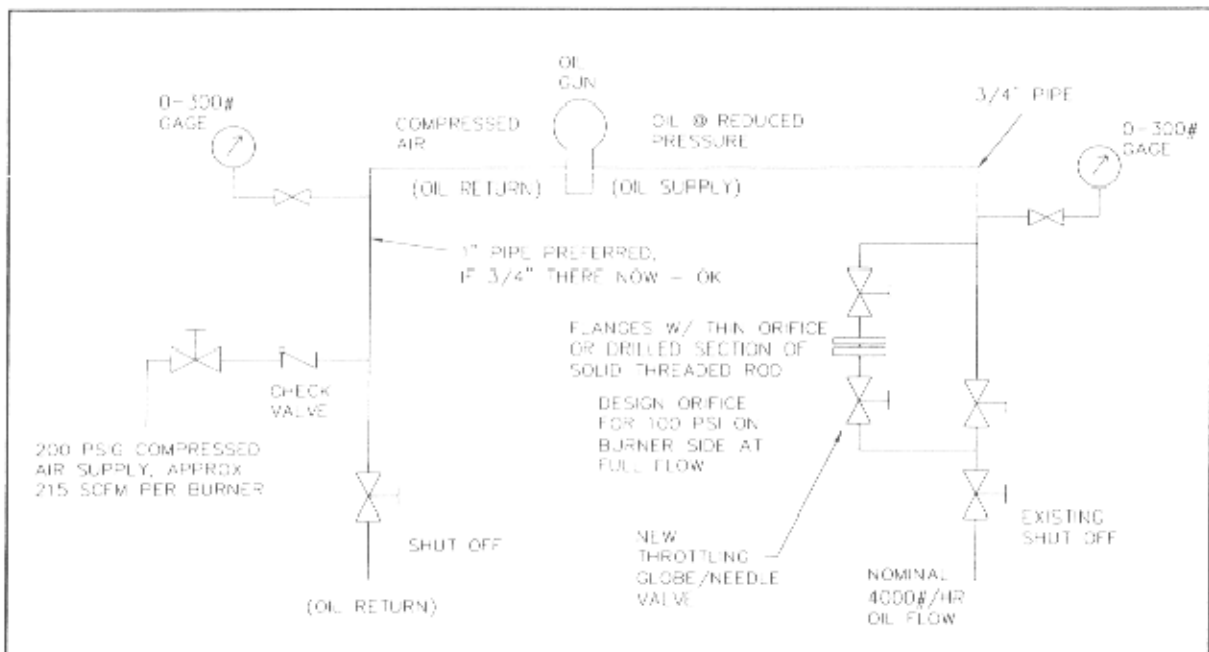 OIL
GUN
0-300#
GAGE
COMPRESSED
AIR
OIL @ REDUCED
PRESSURE
3/4" PIPE
0-300#
GAGE
(OIL RETURN)
(OIL SUPPLY)
1" PIPE PREFERRED,
IF 3/4" THERE NOW - OK
FLANGES W/ THIN ORIFICE
OR DRILLED SECTION OF
SOLID THREADED ROD
CHECK
VALVE
DESIGN ORIFICE
FOR 100 PSI ON
BURNER SIDE AT
FULL FLOW
200 PSIG COMPRESSED
AIR SUPPLY, APPROX
215 SCFM PER BURNER
SHUT OFF
EXISTING
SHUT OFF
NEW
THROTTLING
GLOBE/NEEDLE
VALVE
NOMINAL
4000#/HR
OIL FLOW
(OIL RETURN)